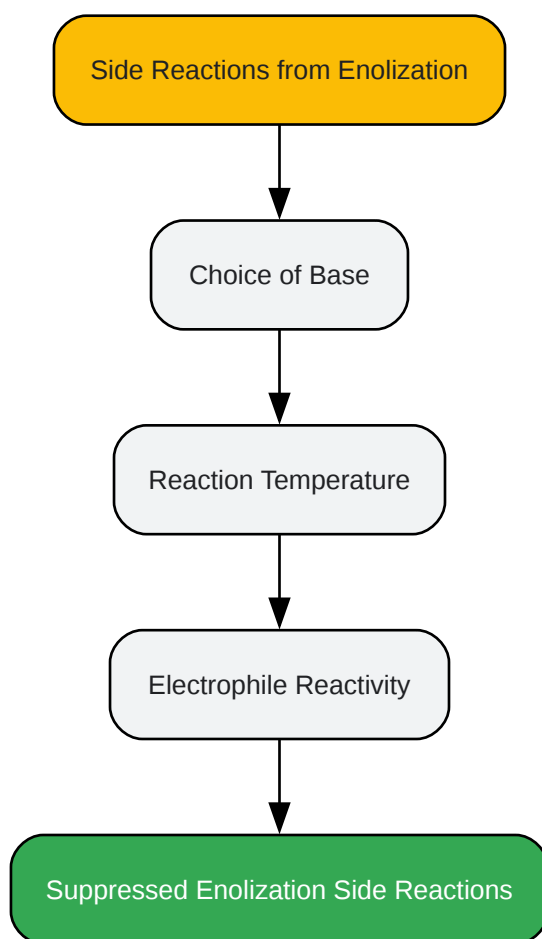 Side Reactions from Enolization
Choice of Base
Reaction Temperature
Electrophile Reactivity
Suppressed Enolization Side Reactions